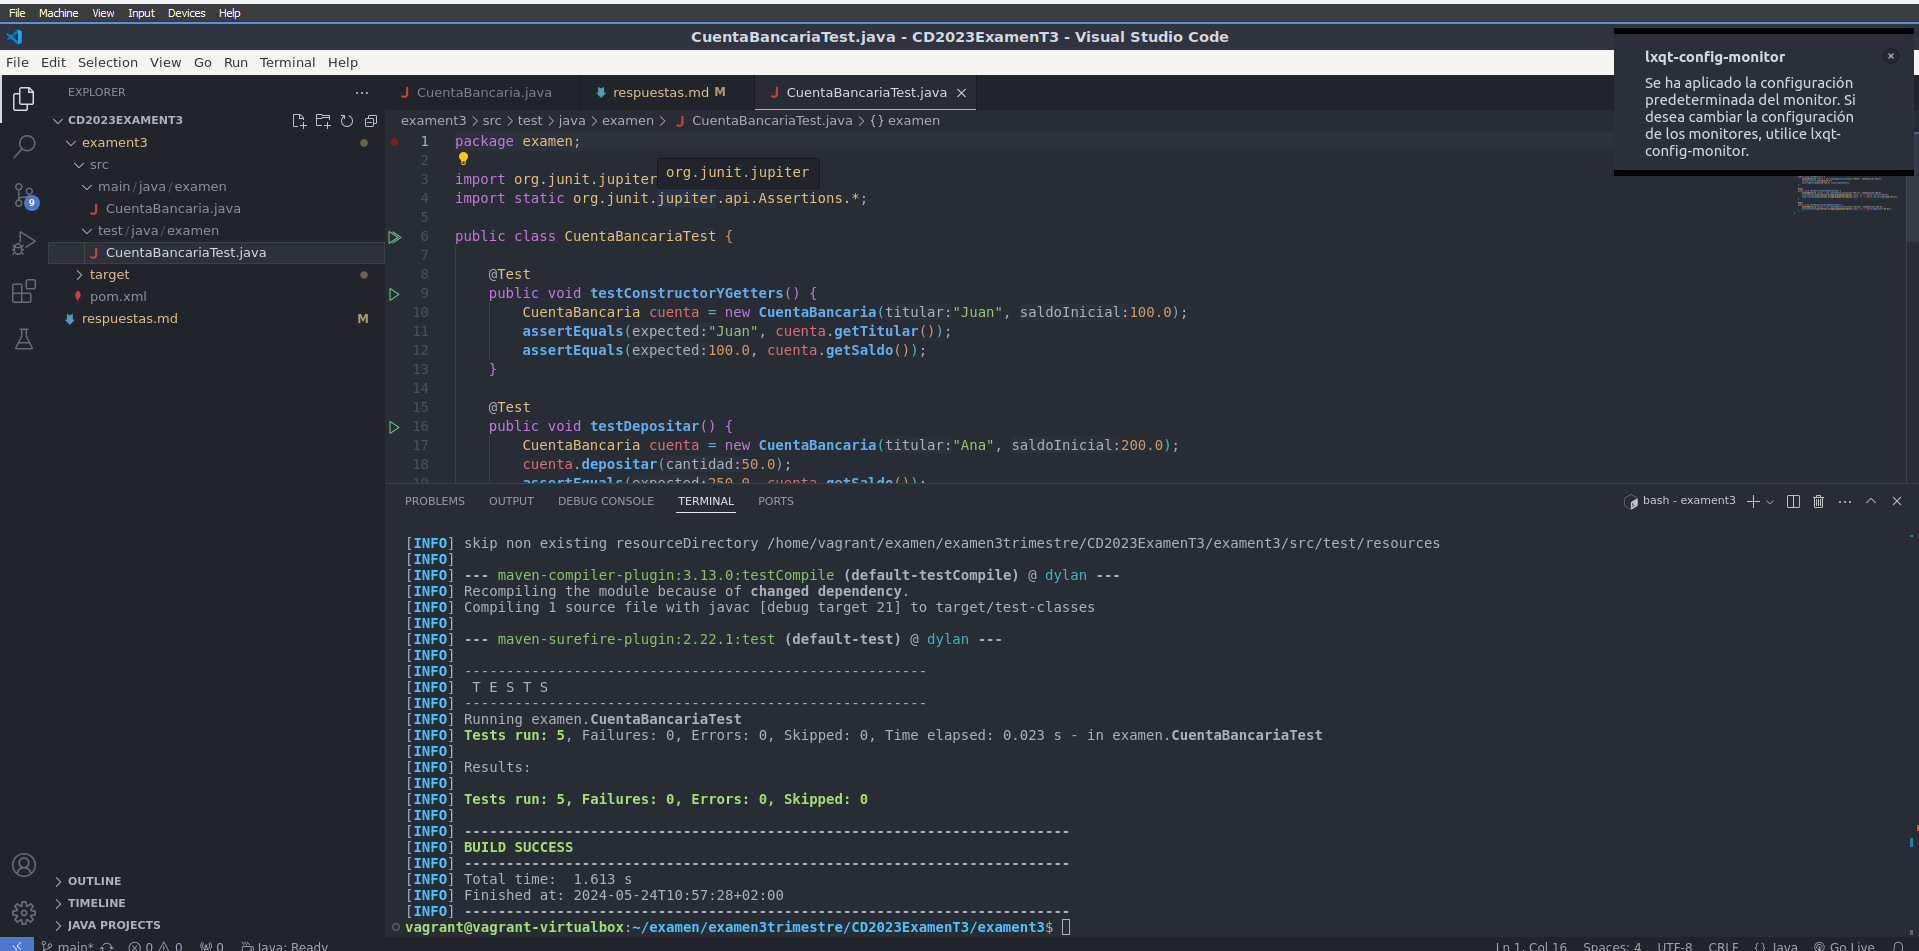 File Machine View Input Devices Help
CuentaBancariaTest.java - CD2023ExamenT3 - Visual Studio Code
File Edit Selection View Go Run Terminal Help
lxqt-config-monitor
Se ha aplicado la configuración
predeterminada del monitor. Si
desea cambiar la configuración
de los monitores, utilice lxqt-
config-monitor.
EXPLORER
CD2023EXAMENT3
exament3
src
main/java/examen
CuentaBancaria.java
test/java/examen
CuentaBancariaTest.java
target
pom.xml
respuestas.md M
9
OUTLINE
TIMELINE
JAVA PROJECTS
CuentaBancaria.java respuestas.md M CuentaBancariaTest.java
exament3 > src > test > java > examen > CuentaBancariaTest.java > {} examen
1 package examen;
2
3 import org.junit.jupiter
org.junit.jupiter
4 import static org.junit.jupiter.api.Assertions.*;
5
6 public class CuentaBancariaTest {
7
8 @Test
9 public void testConstructorYGetters() {
10 CuentaBancaria cuenta = new CuentaBancaria(titular:"Juan", saldoInicial:100.0);
11 assertEquals(expected:"Juan", cuenta.getTitular());
12 assertEquals(expected:100.0, cuenta.getSaldo());
13 }
14
15 @Test
16 public void testDepositar() {
17 CuentaBancaria cuenta = new CuentaBancaria(titular:"Ana", saldoInicial:200.0);
18 cuenta.depositar(cantidad:50.0);
19 assertEquals(expected:250.0, cuenta.getSaldo());
PROBLEMS OUTPUT DEBUG CONSOLE TERMINAL PORTS
bash - exament3
[INFO] skip non existing resourceDirectory /home/vagrant/examen/examen3trimestre/CD2023ExamenT3/exament3/src/test/resources
[INFO]
[INFO] --- maven-compiler-plugin:3.13.0:testCompile (default-testCompile) @ dylan ---
[INFO] Recompiling the module because of changed dependency.
[INFO] Compiling 1 source file with javac [debug target 21] to target/test-classes
[INFO]
[INFO] --- maven-surefire-plugin:2.22.1:test (default-test) @ dylan ---
[INFO]
[INFO] -------------------------------------------------------
[INFO]  T E S T S
[INFO] -------------------------------------------------------
[INFO] Running examen.CuentaBancariaTest
[INFO] Tests run: 5, Failures: 0, Errors: 0, Skipped: 0, Time elapsed: 0.023 s - in examen.CuentaBancariaTest
[INFO]
[INFO] Results:
[INFO]
[INFO] Tests run: 5, Failures: 0, Errors: 0, Skipped: 0
[INFO]
[INFO] ------------------------------------------------------------------------
[INFO] BUILD SUCCESS
[INFO] ------------------------------------------------------------------------
[INFO] Total time:  1.613 s
[INFO] Finished at: 2024-05-24T10:57:28+02:00
[INFO] ------------------------------------------------------------------------
vagrant@vagrant-virtualbox:~/examen/examen3trimestre/CD2023ExamenT3/exament3$
main* 0 0 0 Java: Ready Ln 1, Col 16 Spaces: 4 UTF-8 CRLF {} Java Go Live